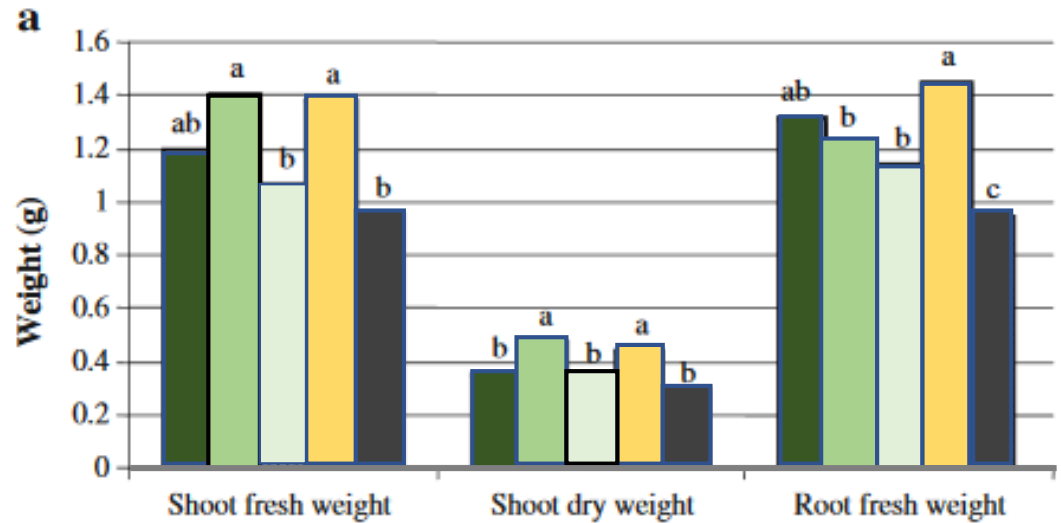 a
1.6
1.4
1.2
1
0.8
0.6
0.4
0.2
0
Weight (g)
ab a b a b
b a b a b
ab b b a c
Shoot fresh weight Shoot dry weight Root fresh weight